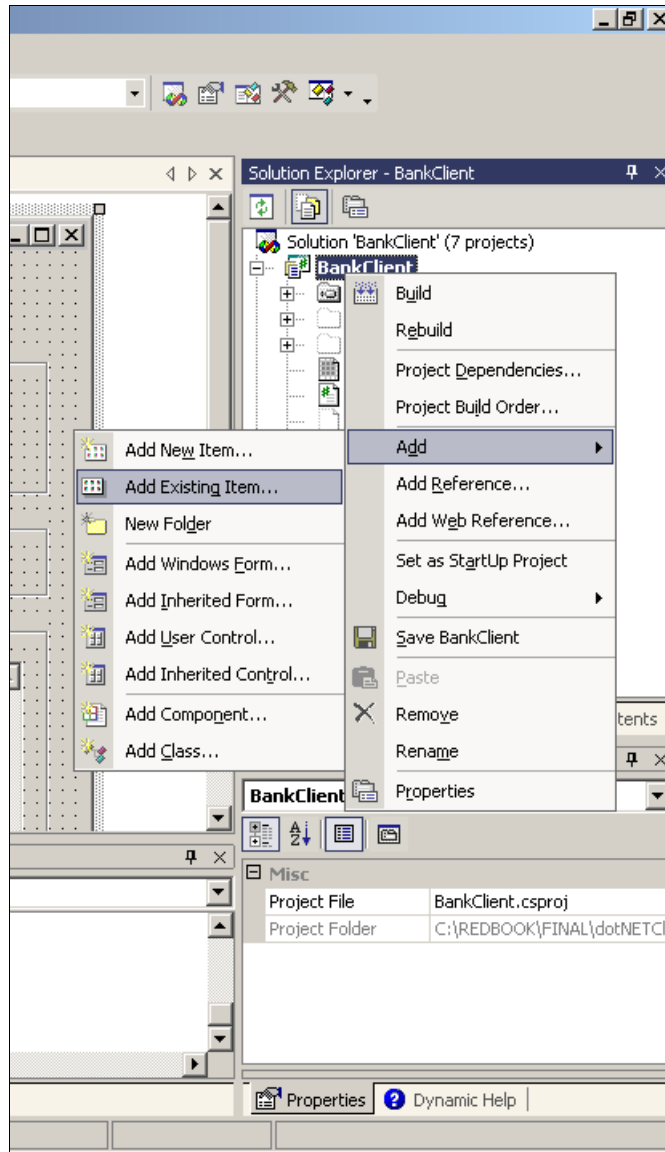 Solution Explorer - BankClient
Solution 'BankClient' (7 projects)
BankClient
Build
Rebuild
Project Dependencies...
Project Build Order...
Add
Add Reference...
Add Web Reference...
Set as StartUp Project
Debug
Save BankClient
Paste
Remove
Rename
Properties
Add New Item...
Add Existing Item...
New Folder
Add Windows Form...
Add Inherited Form...
Add User Control...
Add Inherited Control...
Add Component...
Add Class...
tents
BankClient
Misc
Project File BankClient.csproj
Project Folder C:\REDBOOK\FINAL\dotNETCl
Properties
Dynamic Help